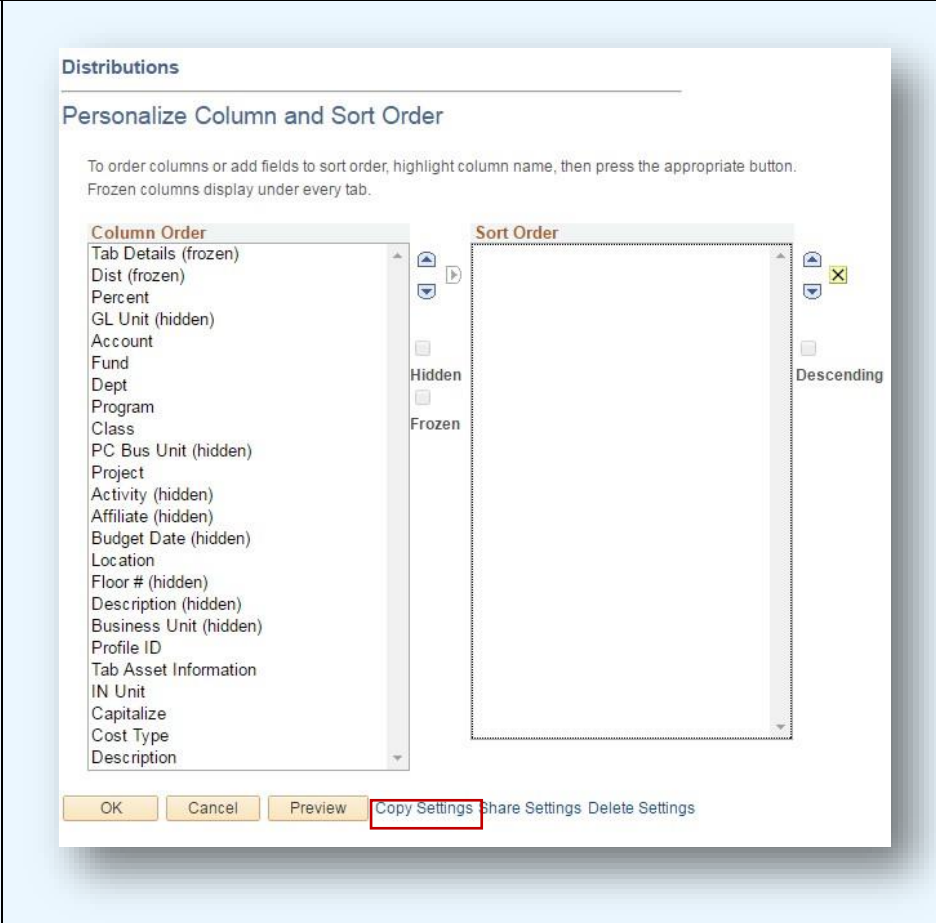 Distributions
Personalize Column and Sort Order
To order columns or add fields to sort order, highlight column name, then press the appropriate button.
Frozen columns display under every tab.
Column Order
Tab Details (frozen)
Dist (frozen)
Percent
GL Unit (hidden)
Account
Fund
Dept
Program
Class
PC Bus Unit (hidden)
Project
Activity (hidden)
Affiliate (hidden)
Budget Date (hidden)
Location
Floor # (hidden)
Description (hidden)
Business Unit (hidden)
Profile ID
Tab Asset Information
IN Unit
Capitalize
Cost Type
Description
Hidden
Frozen
Sort Order
Descending
OK Cancel Preview Copy Settings Share Settings Delete Settings